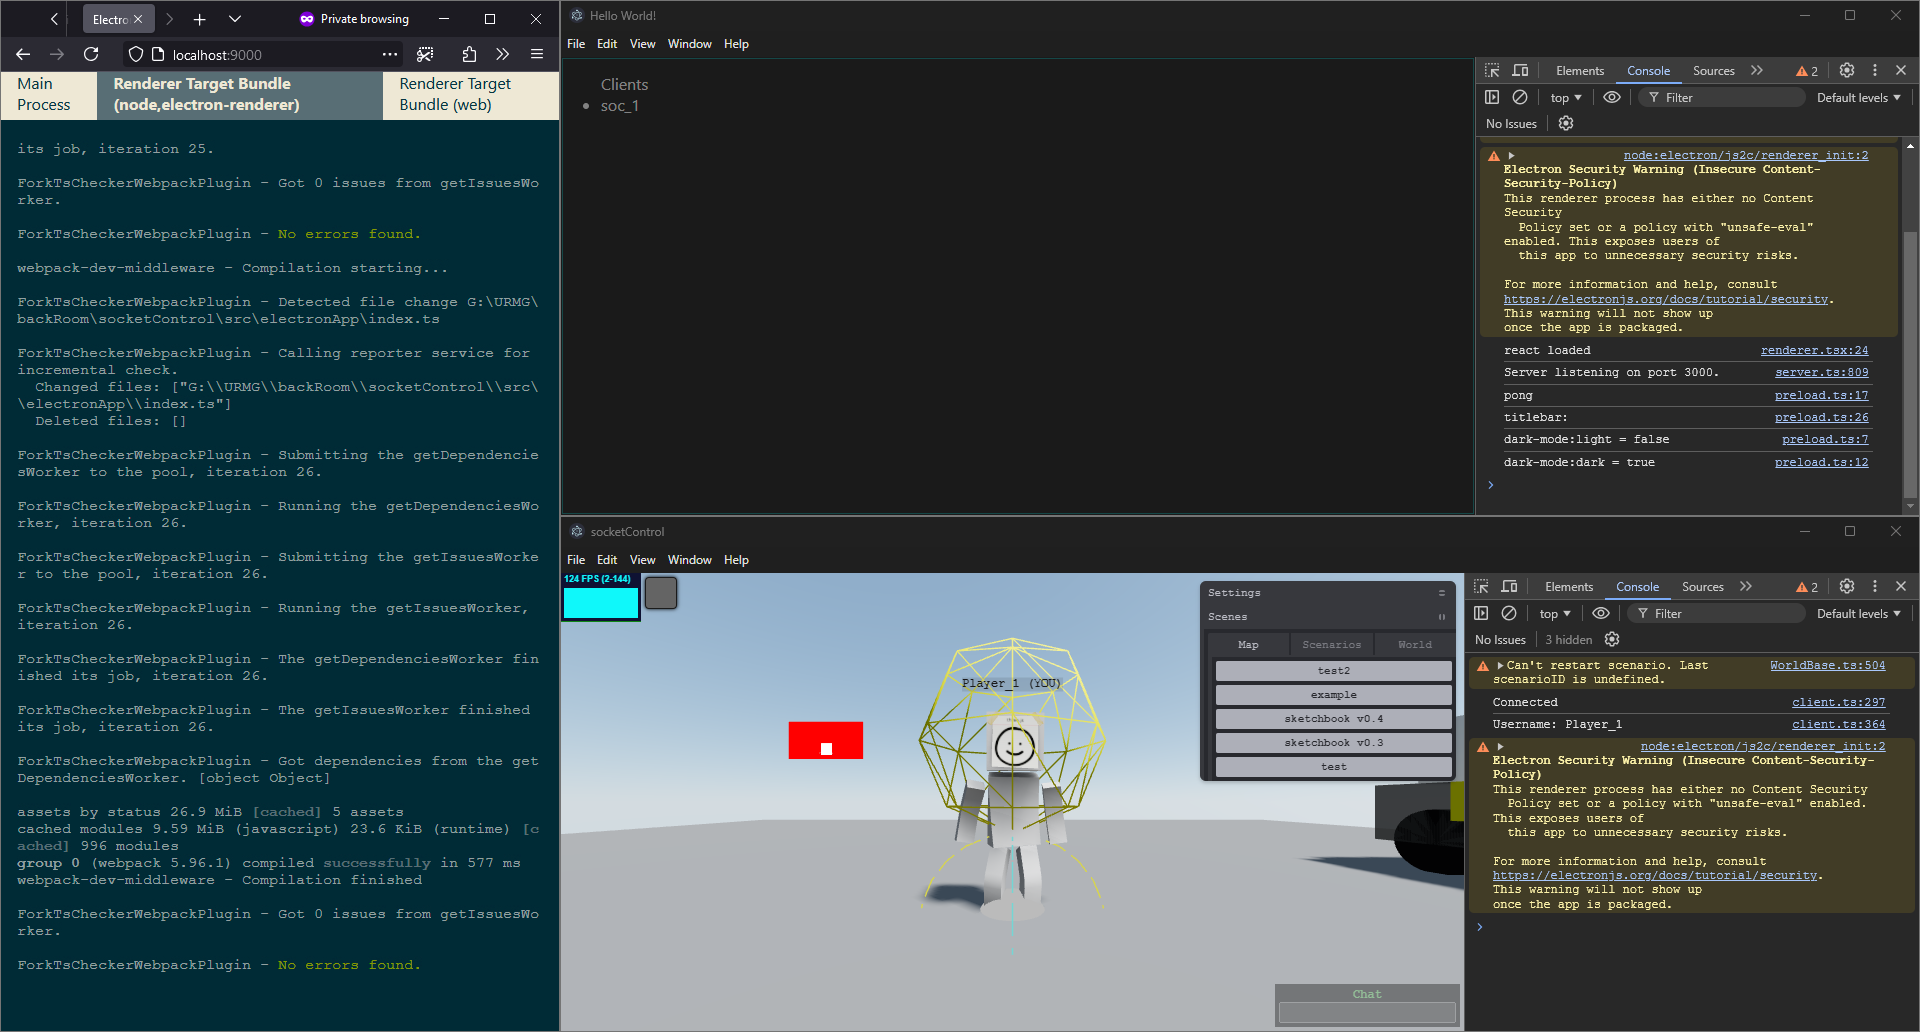 Electro
Private browsing
localhost:9000
Main
Process
Renderer Target Bundle
(node,electron-renderer)
Renderer Target
Bundle (web)
its job, iteration 25.
ForkTsCheckerWebpackPlugin - Got 0 issues from getIssuesWo
rker.
ForkTsCheckerWebpackPlugin - No errors found.
webpack-dev-middleware - Compilation starting...
ForkTsCheckerWebpackPlugin - Detected file change G:\URMG\
backRoom\socketControl\src\electronApp\index.ts
ForkTsCheckerWebpackPlugin - Calling reporter service for
incremental check.
Changed files: ["G:\\URMG\\backRoom\\socketControl\\src\
\electronApp\\index.ts"]
Deleted files: []
ForkTsCheckerWebpackPlugin - Submitting the getDependencie
sWorker to the pool, iteration 26.
ForkTsCheckerWebpackPlugin - Running the getDependenciesWo
rker, iteration 26.
ForkTsCheckerWebpackPlugin - Submitting the getIssuesWorke
r to the pool, iteration 26.
ForkTsCheckerWebpackPlugin - Running the getIssuesWorker,
iteration 26.
ForkTsCheckerWebpackPlugin - The getDependenciesWorker fin
ished its job, iteration 26.
ForkTsCheckerWebpackPlugin - The getIssuesWorker finished
its job, iteration 26.
ForkTsCheckerWebpackPlugin - Got dependencies from the get
DependenciesWorker. [object Object]
assets by status 26.9 MiB [cached] 5 assets
cached modules 9.59 MiB (javascript) 23.6 KiB (runtime) [c
ached] 996 modules
group 0 (webpack 5.96.1) compiled successfully in 577 ms
webpack-dev-middleware - Compilation finished
ForkTsCheckerWebpackPlugin - Got 0 issues from getIssuesWo
rker.
ForkTsCheckerWebpackPlugin - No errors found.
Hello World!
File Edit View Window Help
Clients
soc_1
Elements Console Sources 2
top Filter Default levels
No Issues
node:electron/js2c/renderer_init:2
Electron Security Warning (Insecure Content-
Security-Policy)
This renderer process has either no Content
Security
Policy set or a policy with "unsafe-eval"
enabled. This exposes users of
this app to unnecessary security risks.
For more information and help, consult
https://electronjs.org/docs/tutorial/security.
This warning will not show up
once the app is packaged.
react loaded renderer.tsx:24
Server listening on port 3000. server.ts:809
pong preload.ts:17
titlebar: preload.ts:26
dark-mode:light = false preload.ts:7
dark-mode:dark = true preload.ts:12
socketControl
File Edit View Window Help
124 FPS (2-144)
Player_1 (YOU)
Settings
Scenes
Map Scenarios World
test2
example
sketchbook v0.4
sketchbook v0.3
test
Chat
Elements Console Sources 2
top Filter Default levels
No Issues 3 hidden
Can't restart scenario. Last WorldBase.ts:504
scenarioID is undefined.
Connected client.ts:297
Username: Player_1 client.ts:364
node:electron/js2c/renderer_init:2
Electron Security Warning (Insecure Content-Security-
Policy)
This renderer process has either no Content Security
Policy set or a policy with "unsafe-eval" enabled.
This exposes users of
this app to unnecessary security risks.
For more information and help, consult
https://electronjs.org/docs/tutorial/security.
This warning will not show up
once the app is packaged.